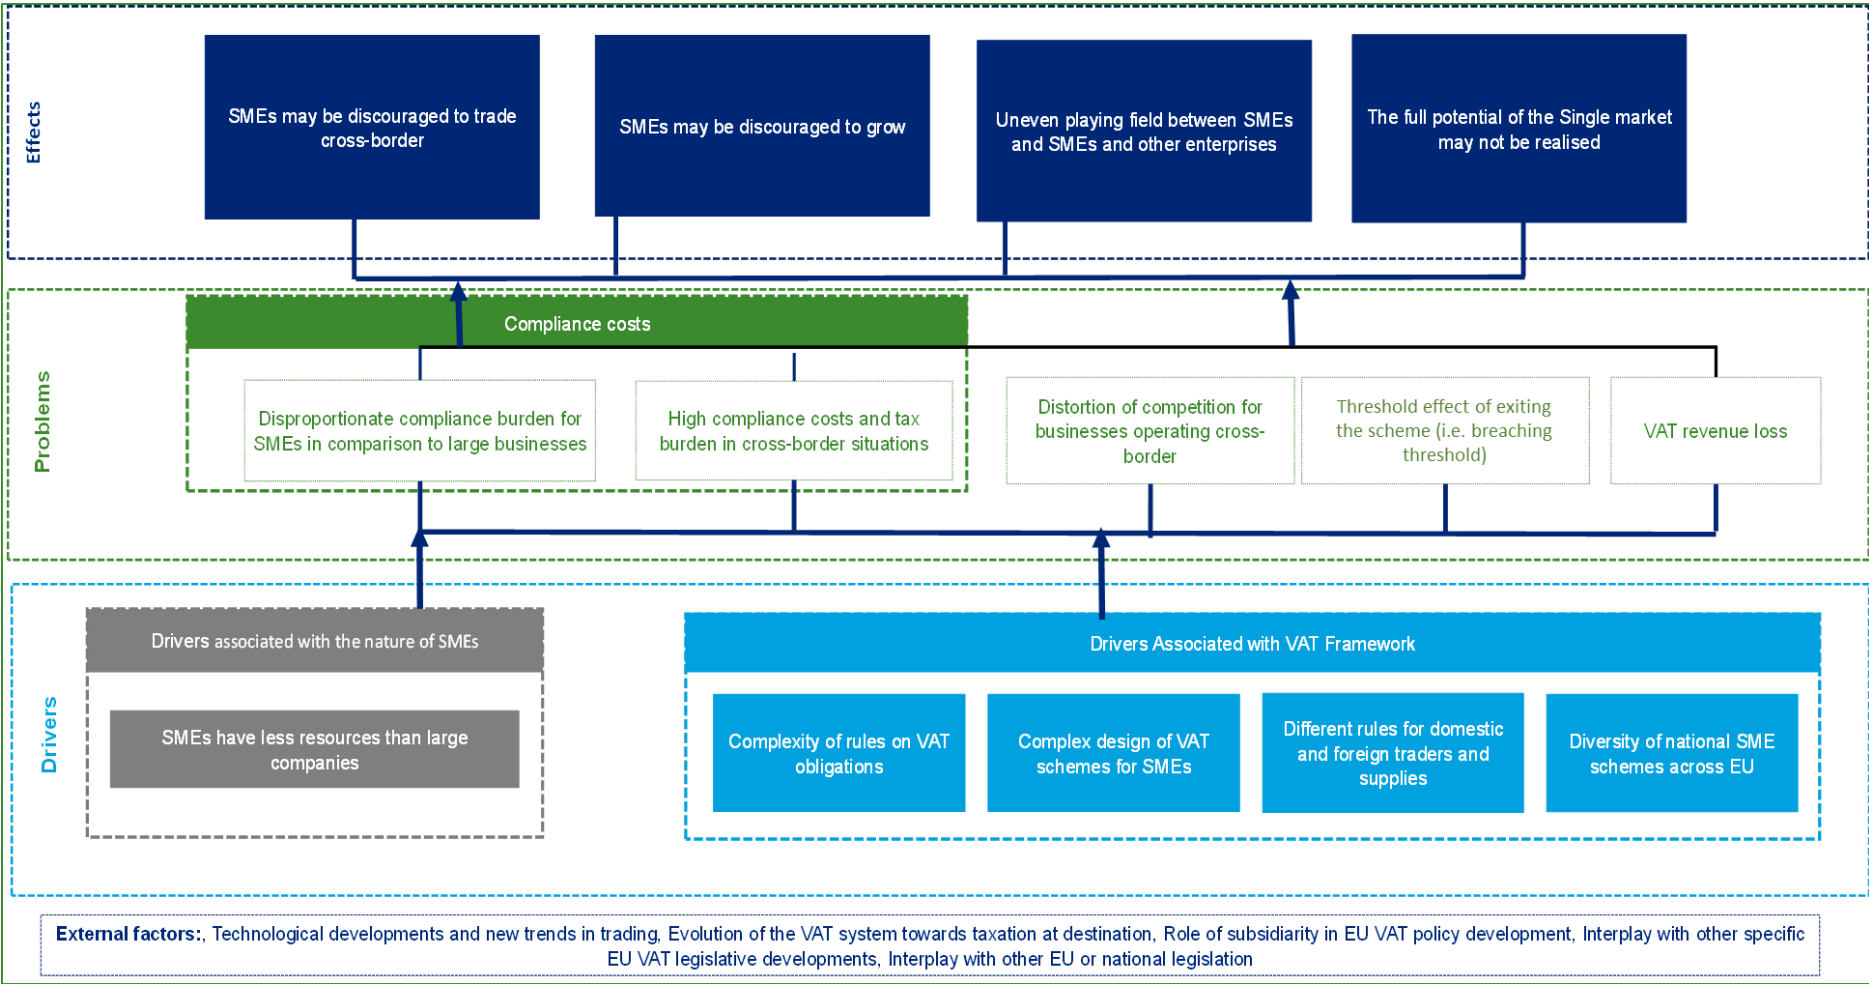 Effects
SMEs may be discouraged to trade
cross-border
SMEs may be discouraged to grow
Uneven playing field between SMEs
and SMEs and other enterprises
The full potential of the Single market
may not be realised
Problems
Compliance costs
Disproportionate compliance burden for
SMEs in comparison to large businesses
High compliance costs and tax
burden in cross-border situations
Distortion of competition for
businesses operating cross-
border
Threshold effect of exiting
the scheme (i.e. breaching
threshold)
VAT revenue loss
Drivers
Drivers associated with the nature of SMEs
SMEs have less resources than large
companies
Drivers Associated with VAT Framework
Complexity of rules on VAT
obligations
Complex design of VAT
schemes for SMEs
Different rules for domestic
and foreign traders and
supplies
Diversity of national SME
schemes across EU
External factors:, Technological developments and new trends in trading, Evolution of the VAT system towards taxation at destination, Role of subsidiarity in EU VAT policy development, Interplay with other specific
EU VAT legislative developments, Interplay with other EU or national legislation